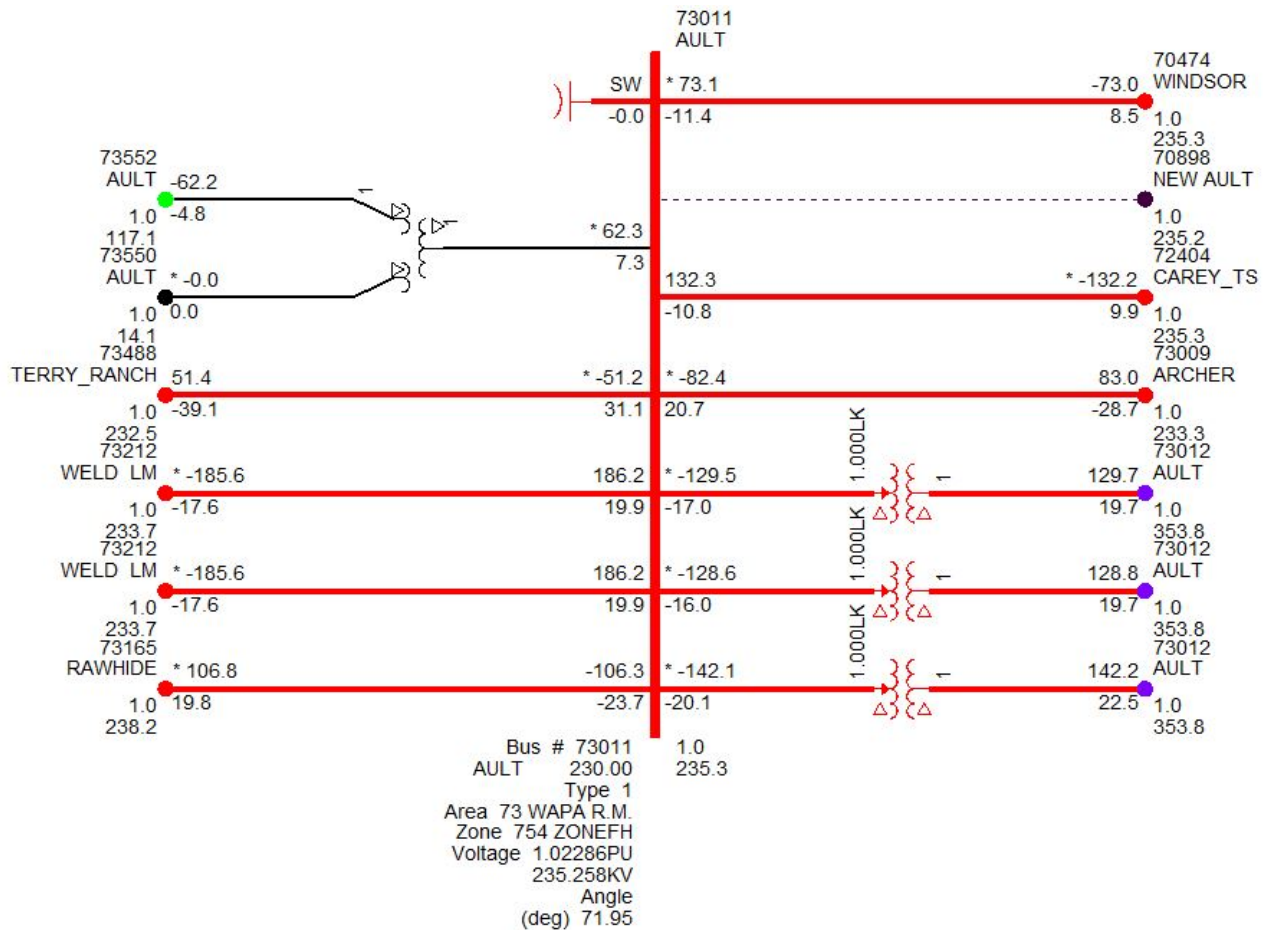 73011
AULT
70474
SW * 73.1 -73.0 WINDSOR
-0.0 -11.4 8.5 1.0
235.3
73552 70898
AULT -62.2 1 NEW AULT
1.0 -4.8 1 1.0
117.1 * 62.3 235.2
73550 7.3 72404
AULT * -0.0 132.3 * -132.2 CAREY_TS
1.0 0.0 -10.8 9.9 1.0
14.1 235.3
73488 73009
TERRY_RANCH 51.4 * -51.2 * -82.4 83.0 ARCHER
1.0 -39.1 31.1 20.7 -28.7 1.0
232.5 233.3
73212 1.000LK 73012
WELD LM * -185.6 186.2 * -129.5 1 129.7 AULT
1.0 -17.6 19.9 -17.0 19.7 1.0
233.7 353.8
73212 1.000LK 73012
WELD LM * -185.6 186.2 * -128.6 1 128.8 AULT
1.0 -17.6 19.9 -16.0 19.7 1.0
233.7 353.8
73165 1.000LK 73012
RAWHIDE * 106.8 -106.3 * -142.1 1 142.2 AULT
1.0 19.8 -23.7 -20.1 22.5 1.0
238.2 353.8
Bus # 73011 1.0
AULT 230.00 235.3
Type 1
Area 73 WAPA R.M.
Zone 754 ZONEFH
Voltage 1.02286PU
235.258KV
Angle
(deg) 71.95